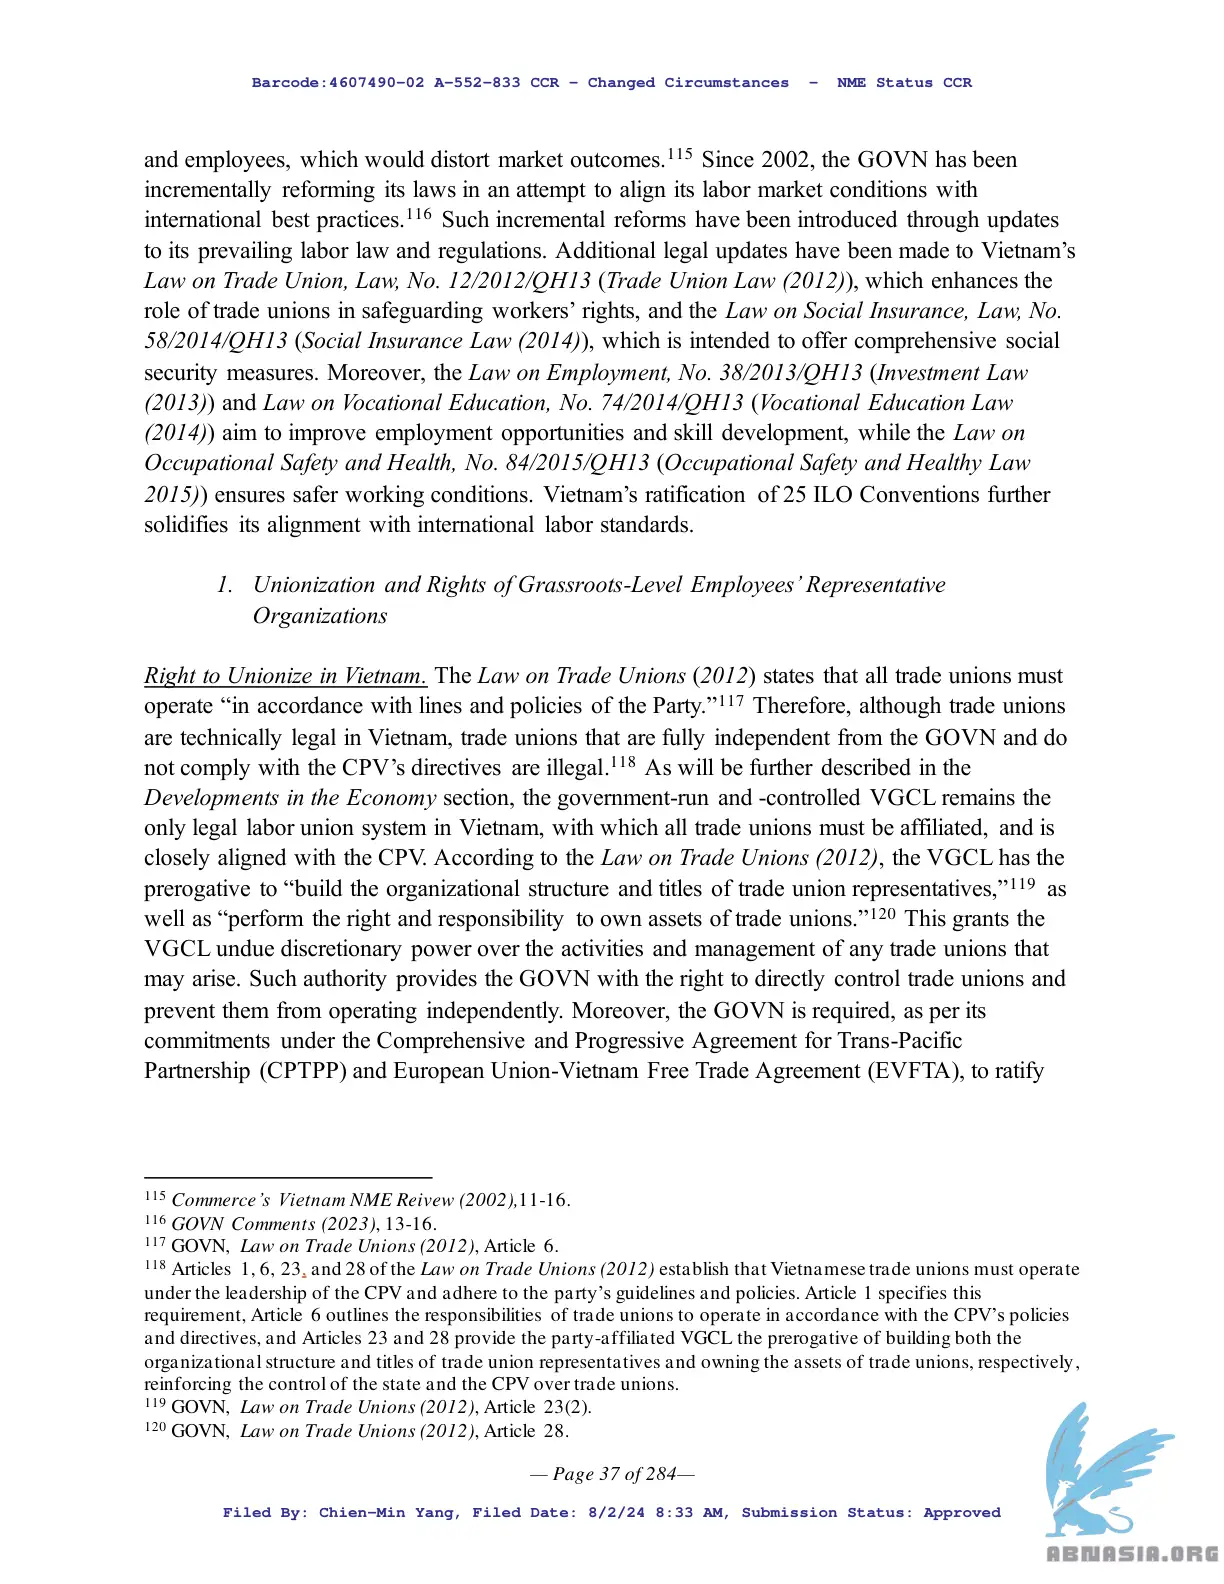 Barcode:4607490-02 A-552-833 CCR - Changed Circumstances - NME Status CCR
and employees, which would distort market outcomes.115 Since 2002, the GOVN has been
incrementally reforming its laws in an attempt to align its labor market conditions with
international best practices.116 Such incremental reforms have been introduced through updates
to its prevailing labor law and regulations. Additional legal updates have been made to Vietnam’s
Law on Trade Union, Law, No. 12/2012/QH13 (Trade Union Law (2012)), which enhances the
role of trade unions in safeguarding workers’ rights, and the Law on Social Insurance, Law, No.
58/2014/QH13 (Social Insurance Law (2014)), which is intended to offer comprehensive social
security measures. Moreover, the Law on Employment, No. 38/2013/QH13 (Investment Law
(2013)) and Law on Vocational Education, No. 74/2014/QH13 (Vocational Education Law
(2014)) aim to improve employment opportunities and skill development, while the Law on
Occupational Safety and Health, No. 84/2015/QH13 (Occupational Safety and Healthy Law
2015)) ensures safer working conditions. Vietnam’s ratification of 25 ILO Conventions further
solidifies its alignment with international labor standards.
1. Unionization and Rights of Grassroots-Level Employees’ Representative
Organizations
Right to Unionize in Vietnam. The Law on Trade Unions (2012) states that all trade unions must
operate “in accordance with lines and policies of the Party.”117 Therefore, although trade unions
are technically legal in Vietnam, trade unions that are fully independent from the GOVN and do
not comply with the CPV’s directives are illegal.118 As will be further described in the
Developments in the Economy section, the government-run and -controlled VGCL remains the
only legal labor union system in Vietnam, with which all trade unions must be affiliated, and is
closely aligned with the CPV. According to the Law on Trade Unions (2012), the VGCL has the
prerogative to “build the organizational structure and titles of trade union representatives,”119 as
well as “perform the right and responsibility to own assets of trade unions.”120 This grants the
VGCL undue discretionary power over the activities and management of any trade unions that
may arise. Such authority provides the GOVN with the right to directly control trade unions and
prevent them from operating independently. Moreover, the GOVN is required, as per its
commitments under the Comprehensive and Progressive Agreement for Trans-Pacific
Partnership (CPTPP) and European Union-Vietnam Free Trade Agreement (EVFTA), to ratify
115 Commerce’s Vietnam NME Reivew (2002),11-16.
116 GOVN Comments (2023), 13-16.
117 GOVN, Law on Trade Unions (2012), Article 6.
118 Articles 1, 6, 23, and 28 of the Law on Trade Unions (2012) establish that Vietnamese trade unions must operate
under the leadership of the CPV and adhere to the party’s guidelines and policies. Article 1 specifies this
requirement, Article 6 outlines the responsibilities of trade unions to operate in accordance with the CPV’s policies
and directives, and Articles 23 and 28 provide the party-affiliated VGCL the prerogative of building both the
organizational structure and titles of trade union representatives and owning the assets of trade unions, respectively,
reinforcing the control of the state and the CPV over trade unions.
119 GOVN, Law on Trade Unions (2012), Article 23(2).
120 GOVN, Law on Trade Unions (2012), Article 28.
— Page 37 of 284—
Filed By: Chien-Min Yang, Filed Date: 8/2/24 8:33 AM, Submission Status: Approved
ABNASIA.ORG